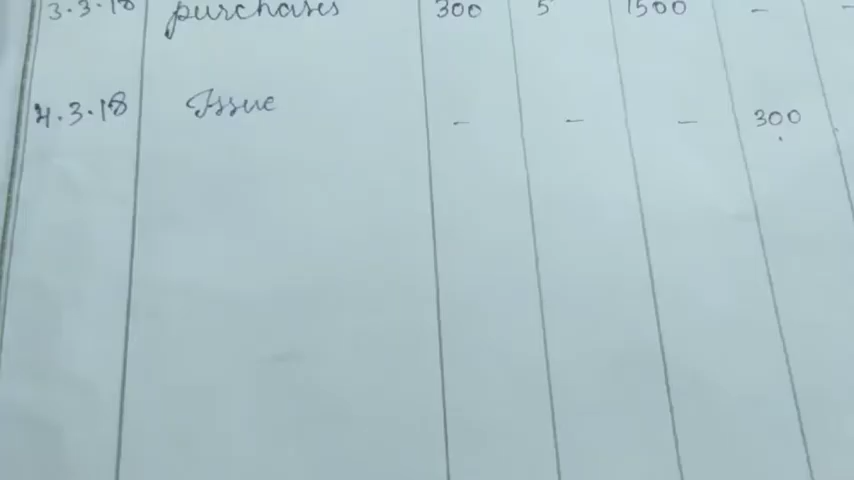 3.3.18 purchases 300 5 1500 - -
4.3.18 Issue - - - 300